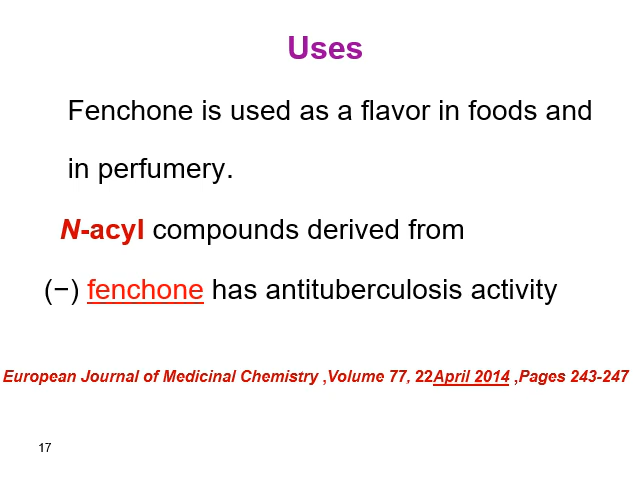 Uses
Fenchone is used as a flavor in foods and
in perfumery.
N-acyl compounds derived from
(−) fenchone has antituberculosis activity
European Journal of Medicinal Chemistry ,Volume 77, 22April 2014 ,Pages 243-247
17